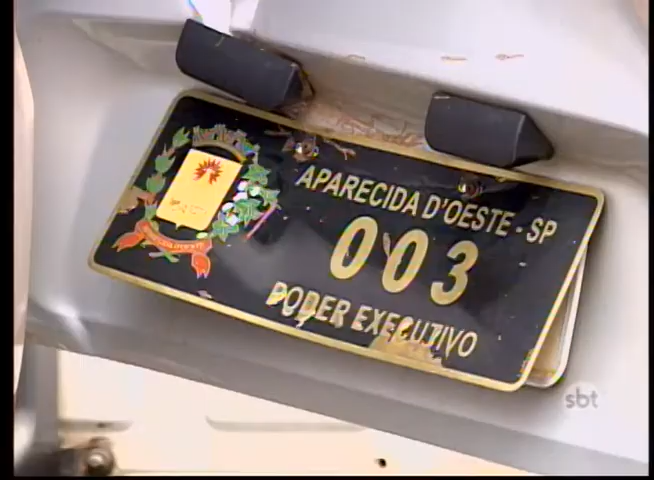 APARECIDA D'OESTE - SP
003
PODER EXECUTIVO
sbt